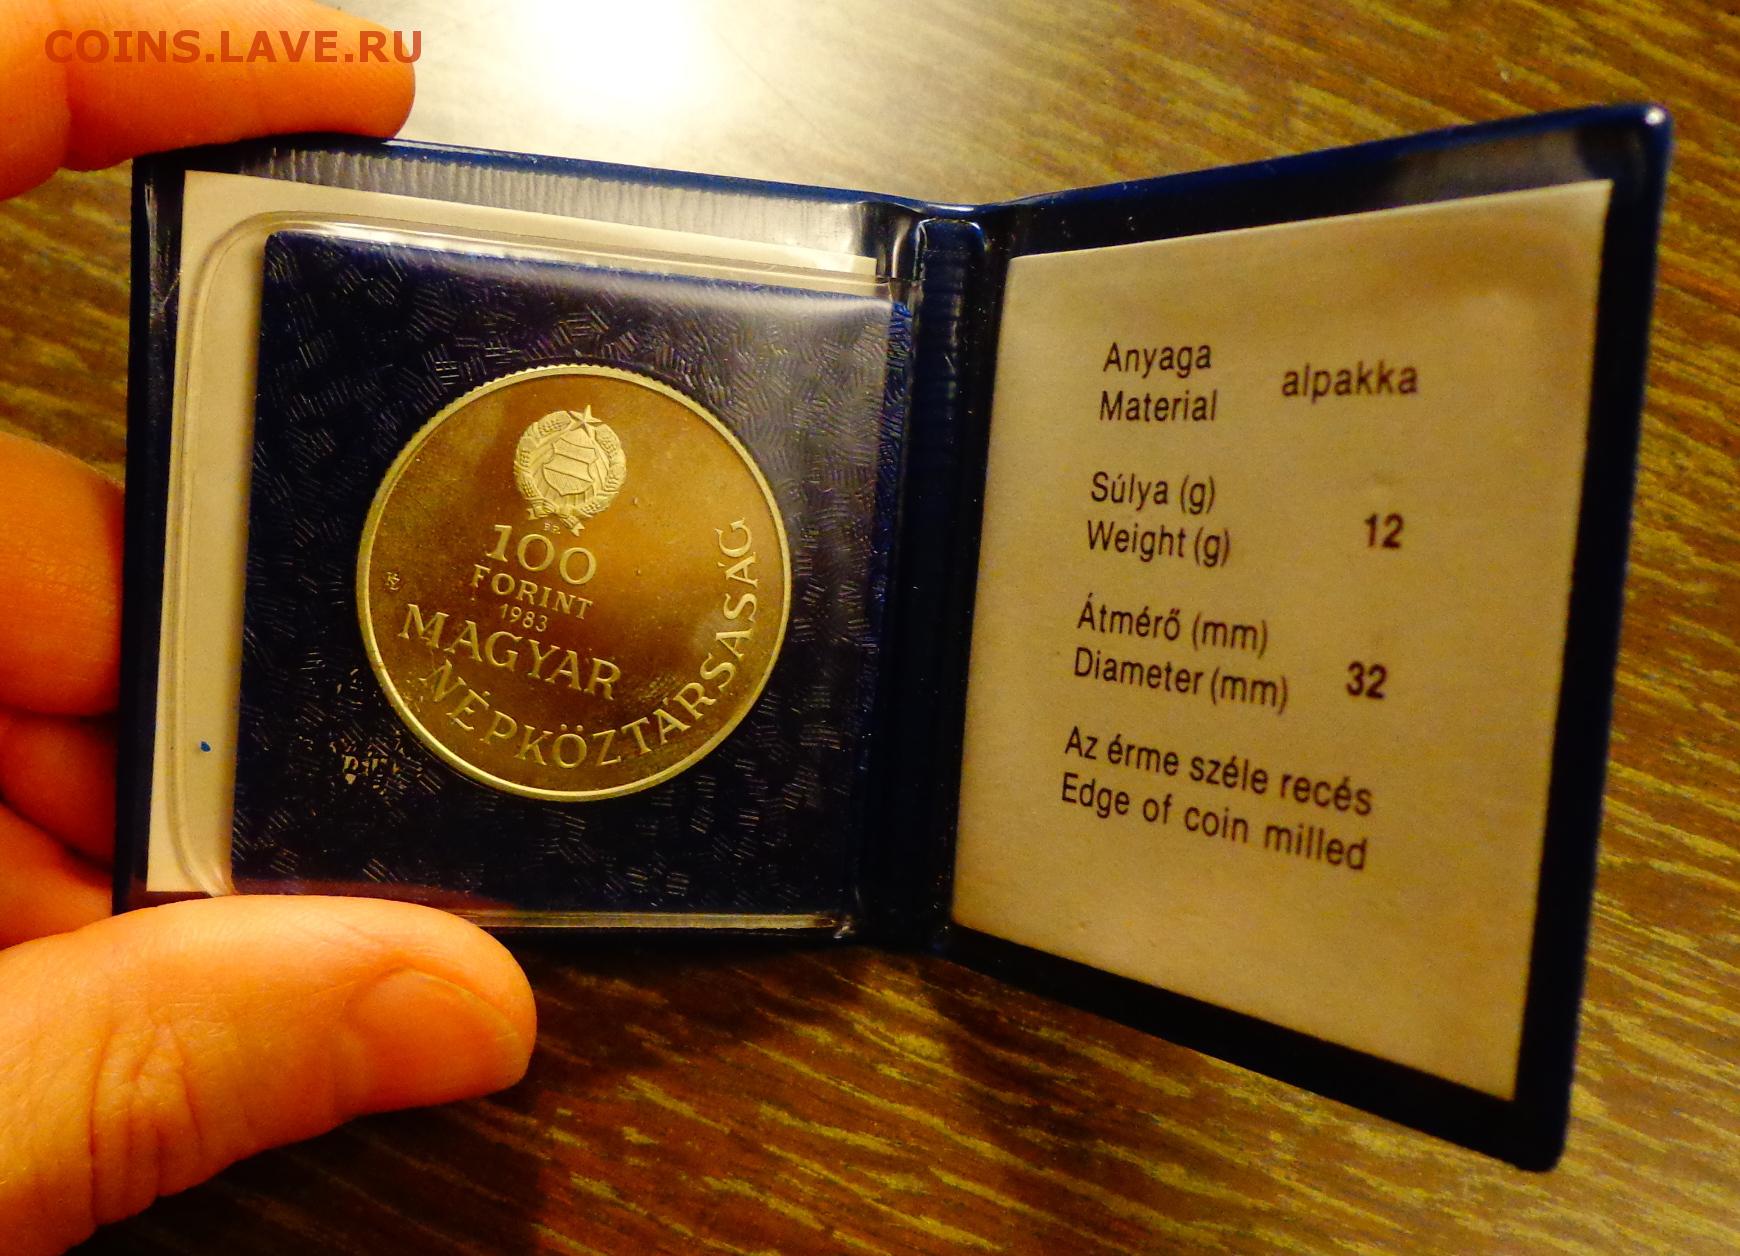 COINS.LAVE.RU
BP.
100
FORINT
1983
MAGYAR
NÉPKÖZTÁRSASÁG
Anyaga
Material
alpakka
Súlya (g)
Weight (g)
12
Átmérő (mm)
Diameter (mm)
32
Az érme széle recés
Edge of coin milled